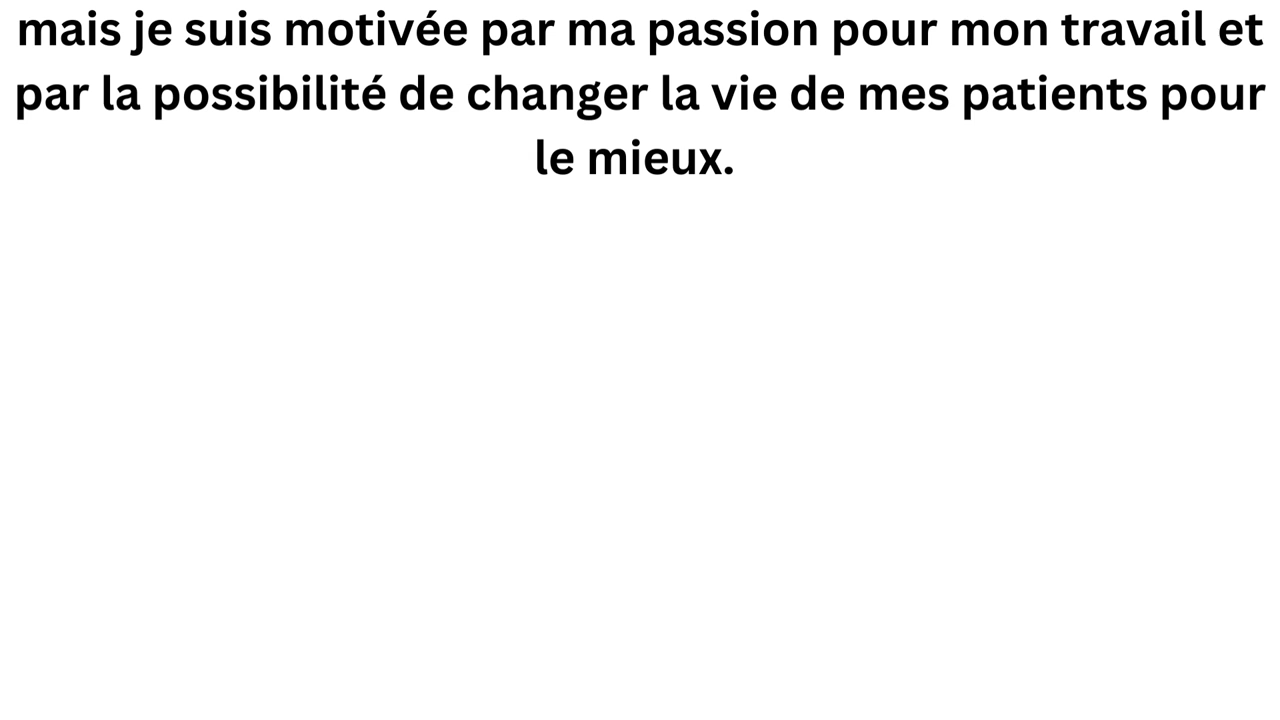 mais je suis motivée par ma passion pour mon travail et
par la possibilité de changer la vie de mes patients pour
le mieux.